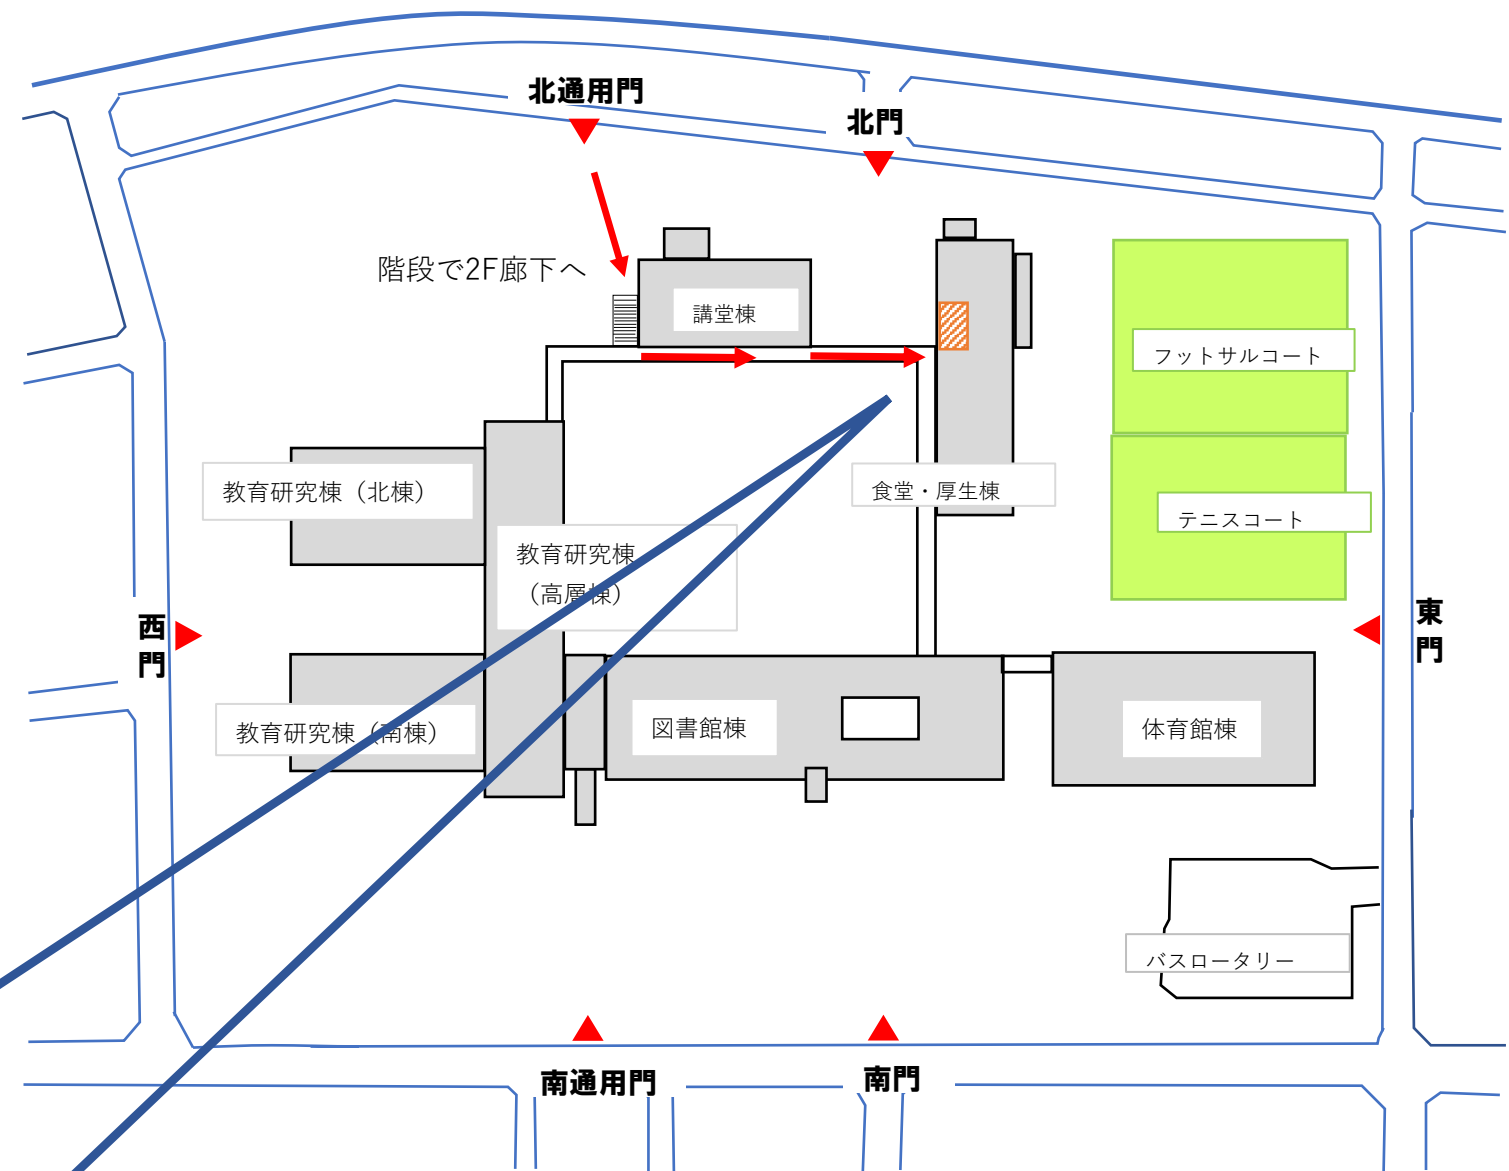 北通用門
北門
階段で2F廊下へ
講堂棟
フットサルコート
教育研究棟（北棟）
食堂・厚生棟
テニスコート
教育研究棟
（高層棟）
西
門
東
門
教育研究棟（南棟）
図書館棟
体育館棟
バスロータリー
南通用門
南門